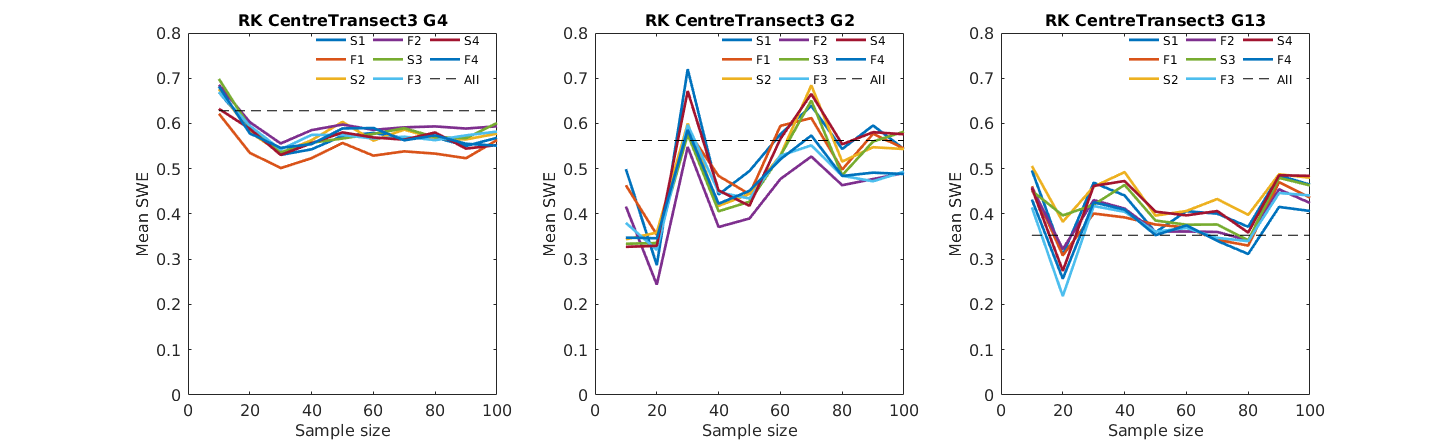 RK CentreTransect3 G4
0.8
0.7
0.6
0.5
0.4
0.3
0.2
0.1
0
Mean SWE
S1 F2 S4
F1 S3 F4
S2 F3 All
0 20 40 60 80 100
Sample size
RK CentreTransect3 G2
0.8
0.7
0.6
0.5
0.4
0.3
0.2
0.1
0
Mean SWE
S1 F2 S4
F1 S3 F4
S2 F3 All
0 20 40 60 80 100
Sample size
RK CentreTransect3 G13
0.8
0.7
0.6
0.5
0.4
0.3
0.2
0.1
0
Mean SWE
S1 F2 S4
F1 S3 F4
S2 F3 All
0 20 40 60 80 100
Sample size